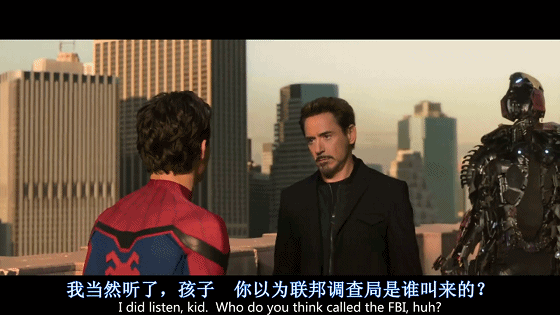 我当然听了，孩子　你以为联邦调查局是谁叫来的？
I did listen, kid.  Who do you think called the FBI, huh?